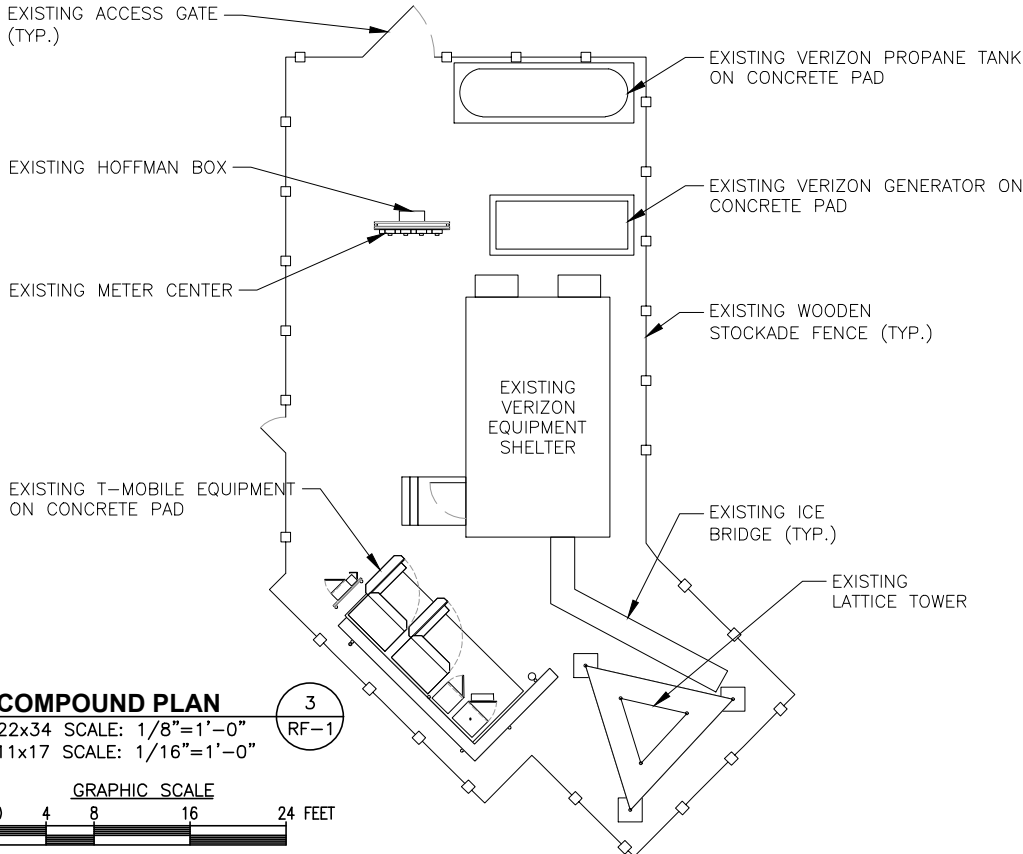 EXISTING ACCESS GATE
(TYP.)
EXISTING VERIZON PROPANE TANK
ON CONCRETE PAD
EXISTING HOFFMAN BOX
EXISTING VERIZON GENERATOR ON
CONCRETE PAD
EXISTING METER CENTER
EXISTING WOODEN
STOCKADE FENCE (TYP.)
EXISTING
VERIZON
EQUIPMENT
SHELTER
EXISTING T-MOBILE EQUIPMENT
ON CONCRETE PAD
EXISTING ICE
BRIDGE (TYP.)
EXISTING
LATTICE TOWER
COMPOUND PLAN
22x34 SCALE: 1/8"=1'-0"
11x17 SCALE: 1/16"=1'-0"
3
RF-1
GRAPHIC SCALE
4 8 16 24 FEET